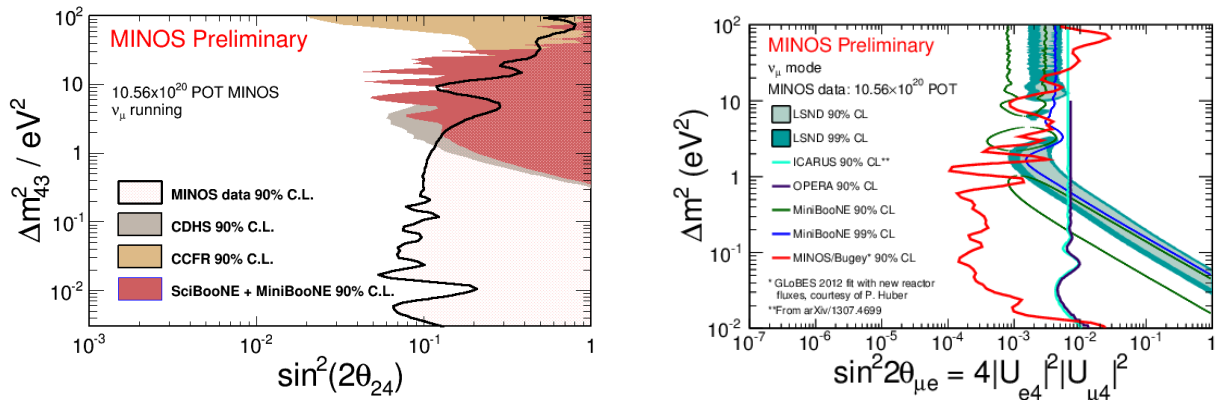 MINOS Preliminary
10.56x10²⁰ POT MINOS
νμ running
MINOS data 90% C.L.
CDHS 90% C.L.
CCFR 90% C.L.
SciBooNE + MiniBooNE 90% C.L.
Δm²₄₃ / eV²
10²
10
1
10⁻¹
10⁻²
10⁻³
10⁻²
10⁻¹
1
sin²(2θ₂₄)
MINOS Preliminary
νμ mode
MINOS data: 10.56×10²⁰ POT
LSND 90% CL
LSND 99% CL
ICARUS 90% CL**
OPERA 90% CL
MiniBooNE 90% CL
MiniBooNE 99% CL
MINOS/Bugey* 90% CL
* GLoBES 2012 fit with new reactor
fluxes, courtesy of P. Huber
**From arXiv/1307.4699
Δm² (eV²)
10²
10
1
10⁻¹
10⁻²
10⁻⁷
10⁻⁶
10⁻⁵
10⁻⁴
10⁻³
10⁻²
10⁻¹
1
sin²2θμe = 4|Ue4|²|Uμ4|²